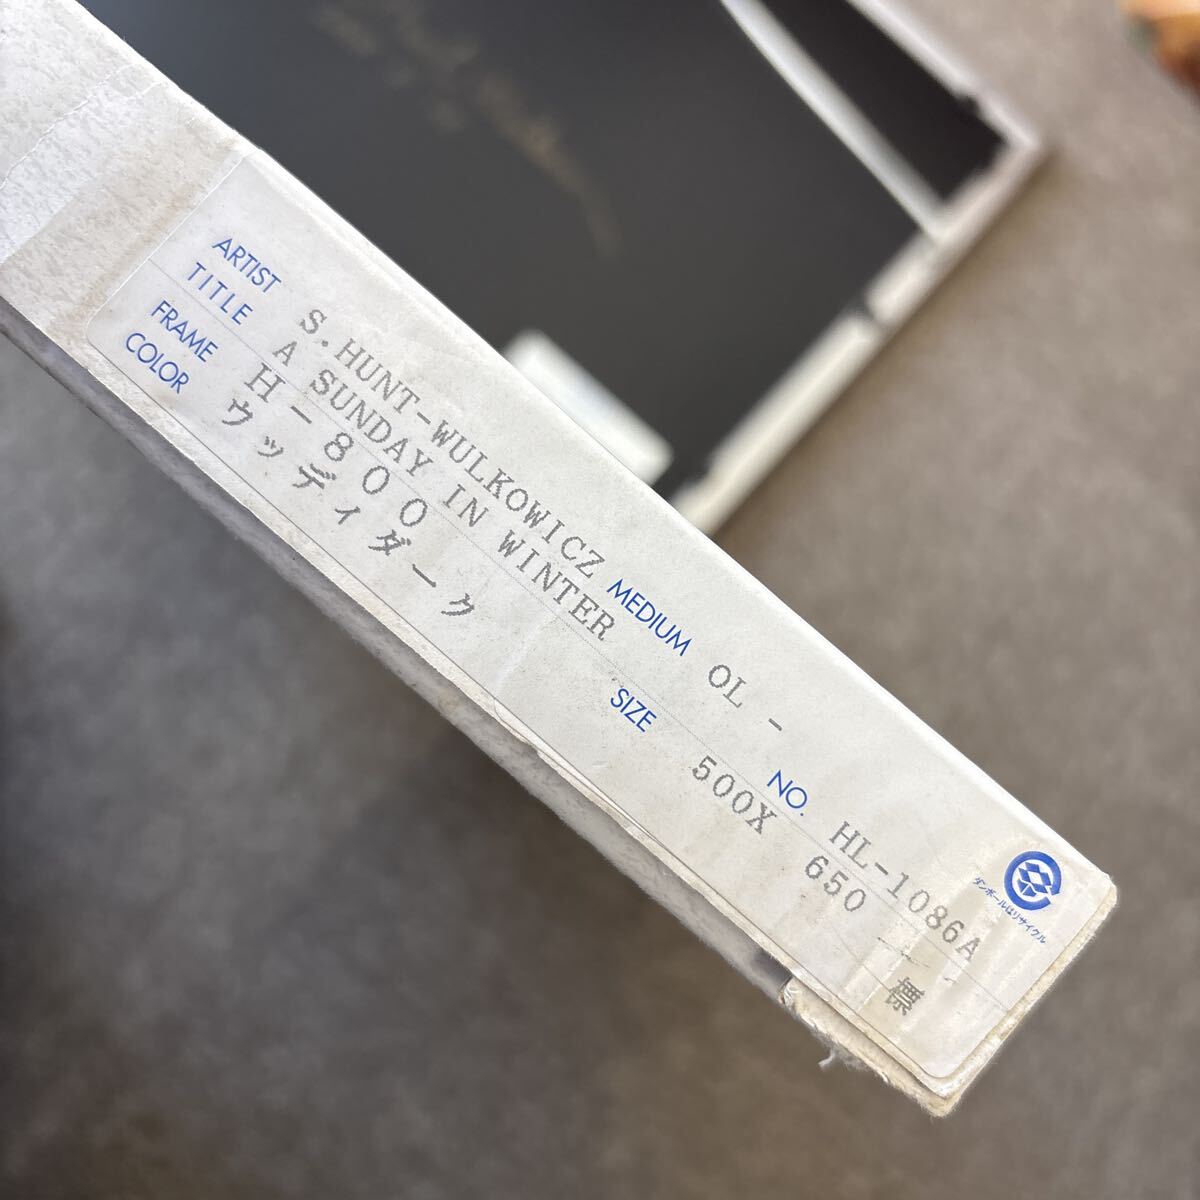 ARTIST S.HUNT-WULKOWICZ MEDIUM OL - NO. HL-1086A
TITLE A SUNDAY IN WINTER
FRAME H-800 SIZE 500X 650 標
COLOR ウッディダーク
ダンボールはリサイクル